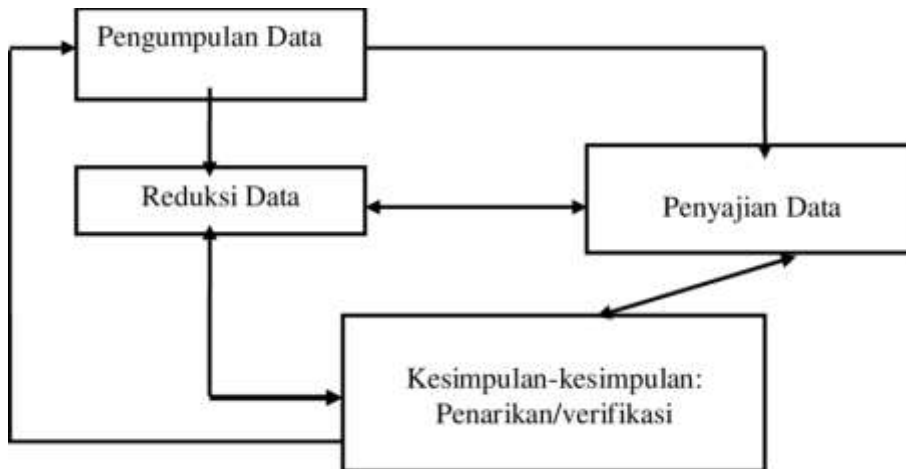 Pengumpulan Data
Reduksi Data
Penyajian Data
Kesimpulan-kesimpulan:
Penarikan/verifikasi